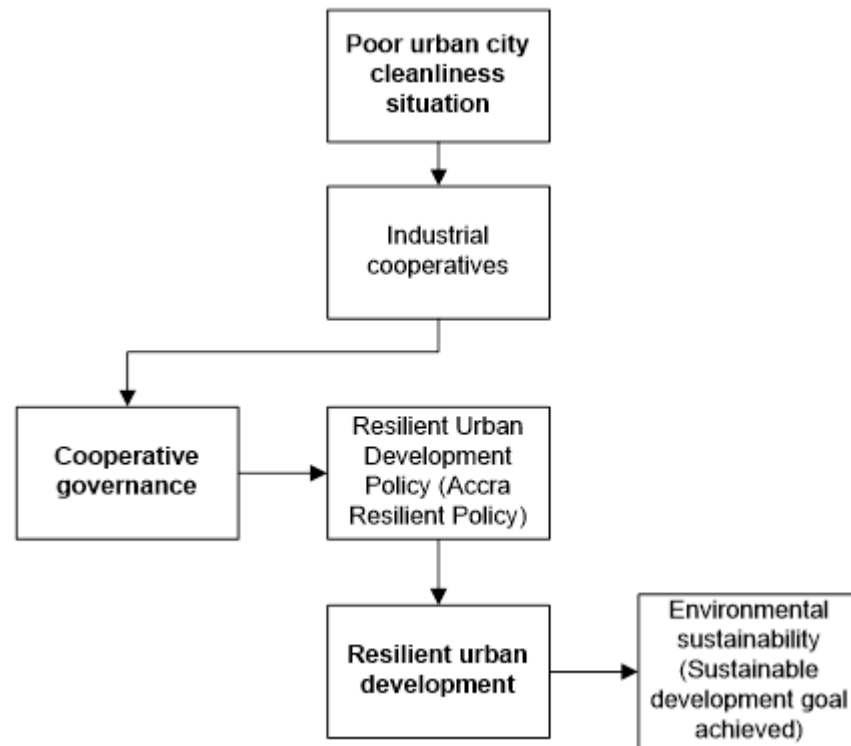 Poor urban city
cleanliness
situation
Industrial
cooperatives
Cooperative
governance
Resilient Urban
Development
Policy (Accra
Resilient Policy)
Resilient urban
development
Environmental
sustainability
(Sustainable
development goal
achieved)